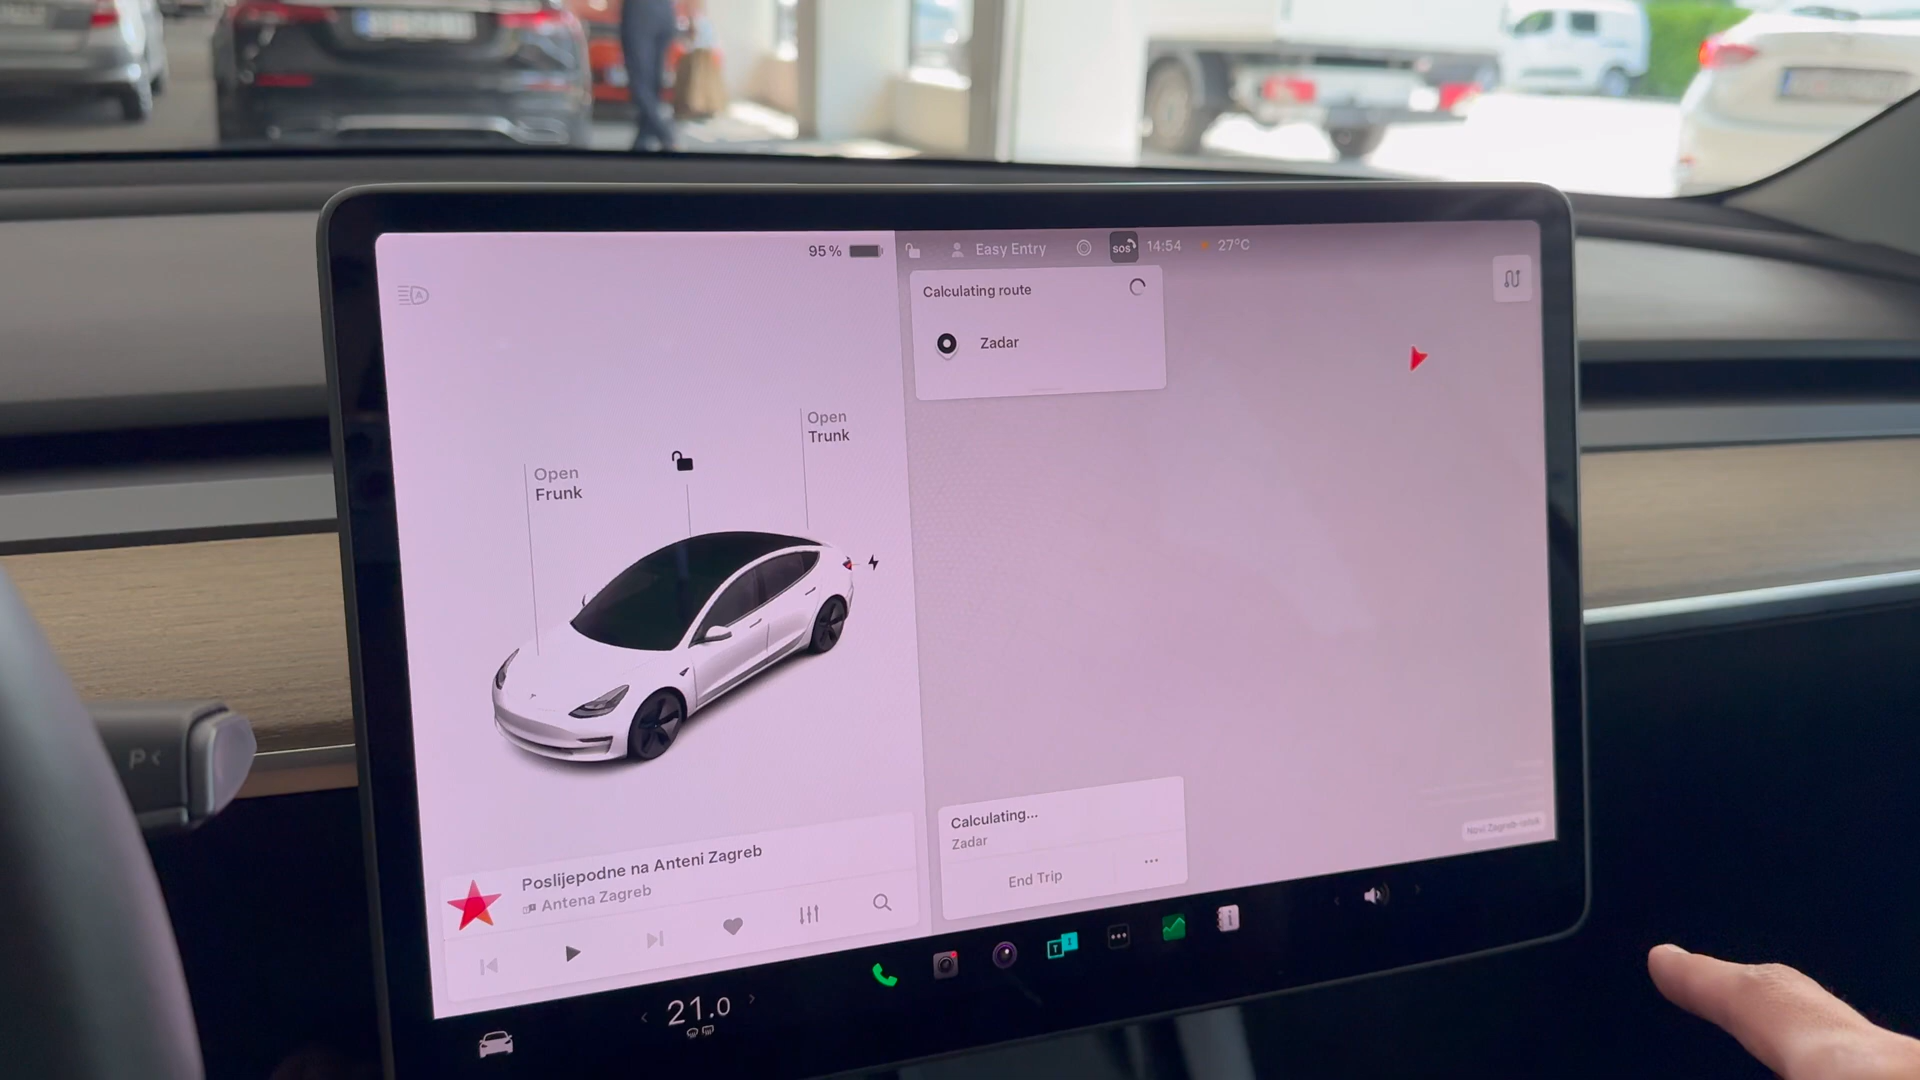 95%
Easy Entry
SOS
14:54
27°C
A
Calculating route
Zadar
Open
Trunk
Open
Frunk
P
Calculating...
Zadar
End Trip
Poslijepodne na Anteni Zagreb
Antena Zagreb
T
21.0